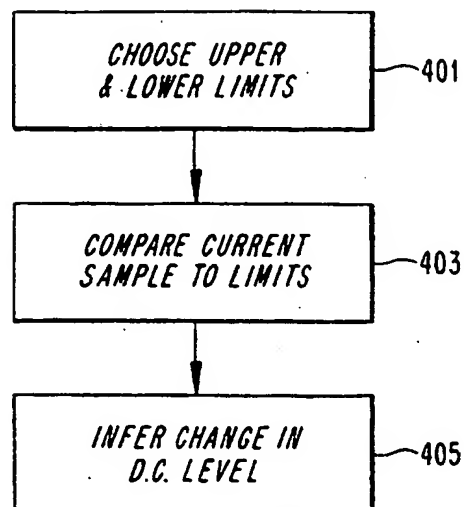 CHOOSE UPPER
& LOWER LIMITS
401
COMPARE CURRENT
SAMPLE TO LIMITS
403
INFER CHANGE IN
D.C. LEVEL
405